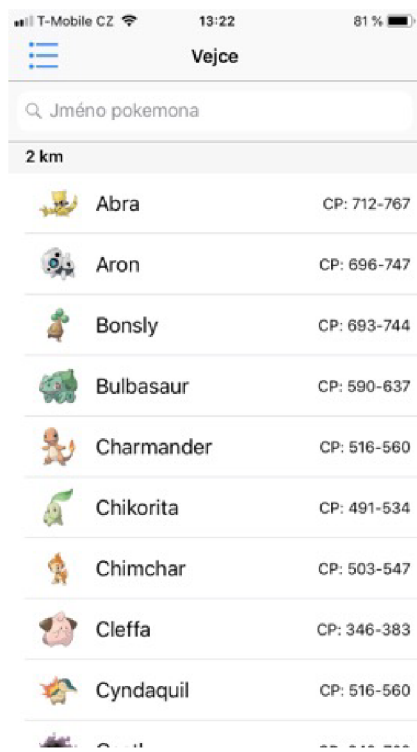 T-Mobile CZ 13:22 81 %
Vejce
Jméno pokemona
2 km
Abra CP: 712-767
Aron CP: 696-747
Bonsly CP: 693-744
Bulbasaur CP: 590-637
Charmander CP: 516-560
Chikorita CP: 491-534
Chimchar CP: 503-547
Cleffa CP: 346-383
Cyndaquil CP: 516-560